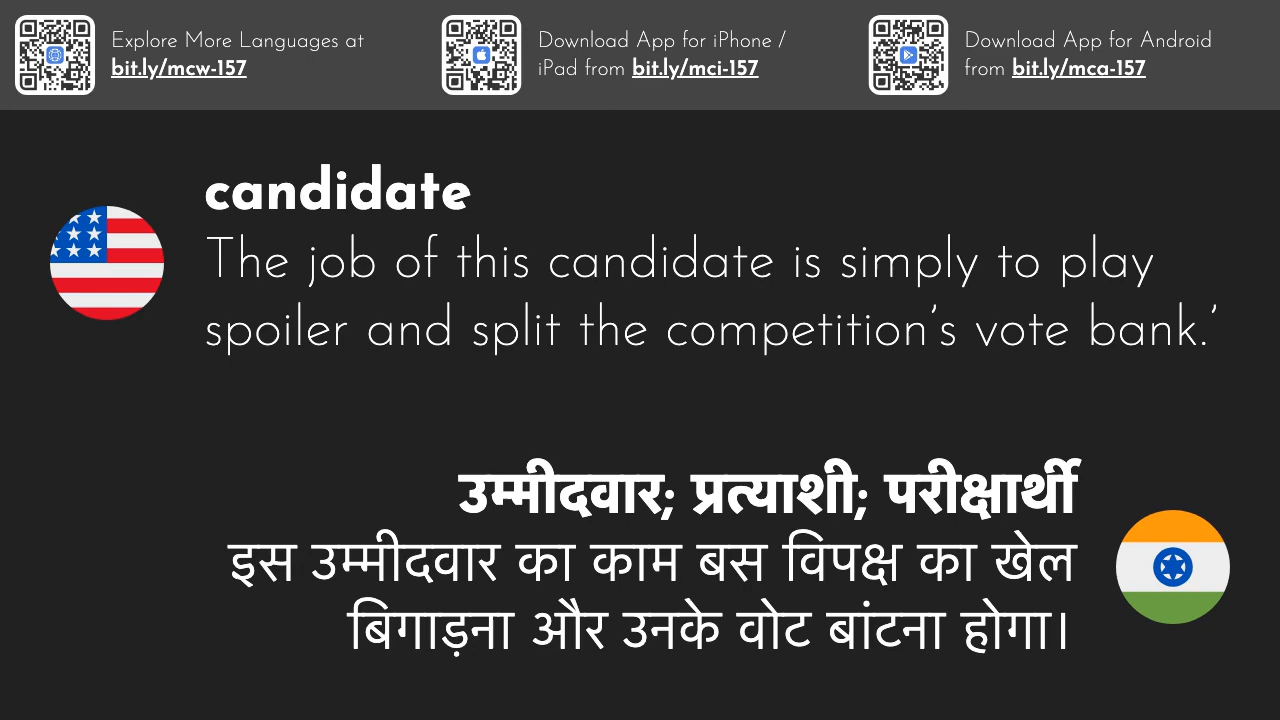 Explore More Languages at
bit.ly/mcw-157
Download App for iPhone /
iPad from bit.ly/mci-157
Download App for Android
from bit.ly/mca-157
candidate
The job of this candidate is simply to play
spoiler and split the competition’s vote bank.’
उम्मीदवार; प्रत्याशी; परीक्षार्थी
इस उम्मीदवार का काम बस विपक्ष का खेल
बिगाड़ना और उनके वोट बांटना होगा।